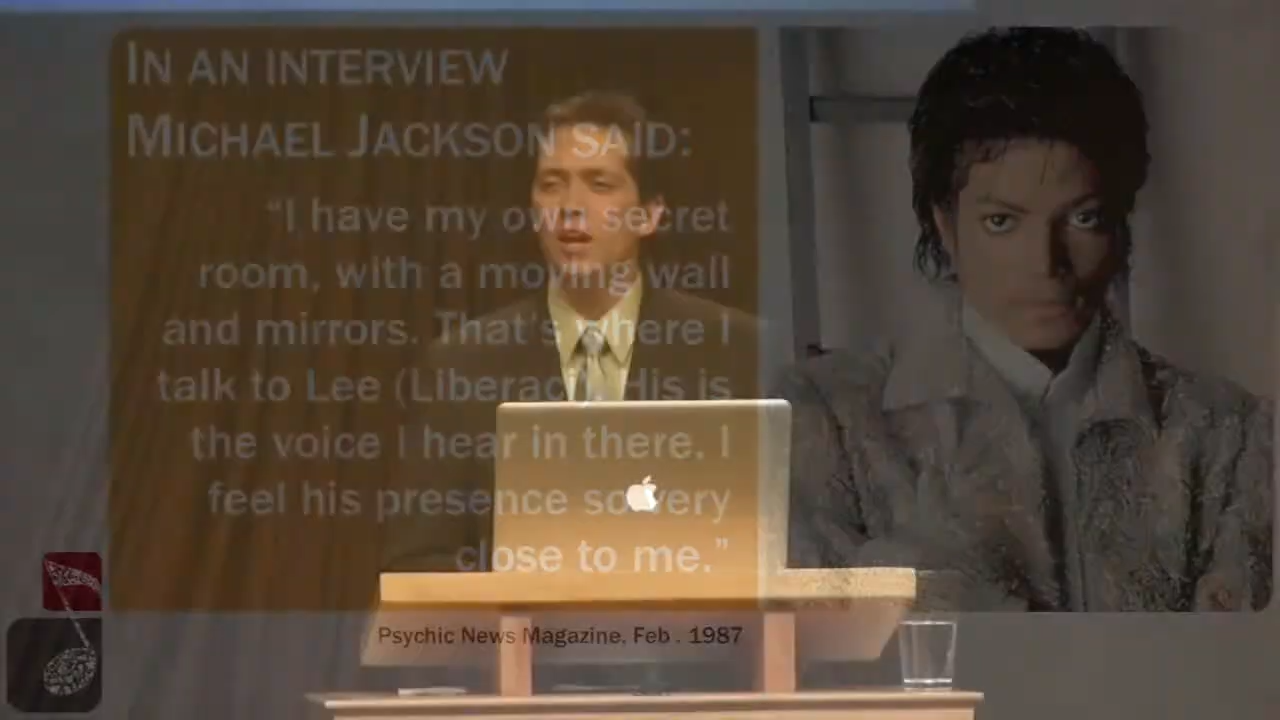 IN AN INTERVIEW
MICHAEL JACKSON SAID:
“I have my own secret
room, with a moving wall
and mirrors. That's where I
talk to Lee (Liberace). His is
the voice I hear in there. I
feel his presence so very
close to me.”
Psychic News Magazine, Feb . 1987